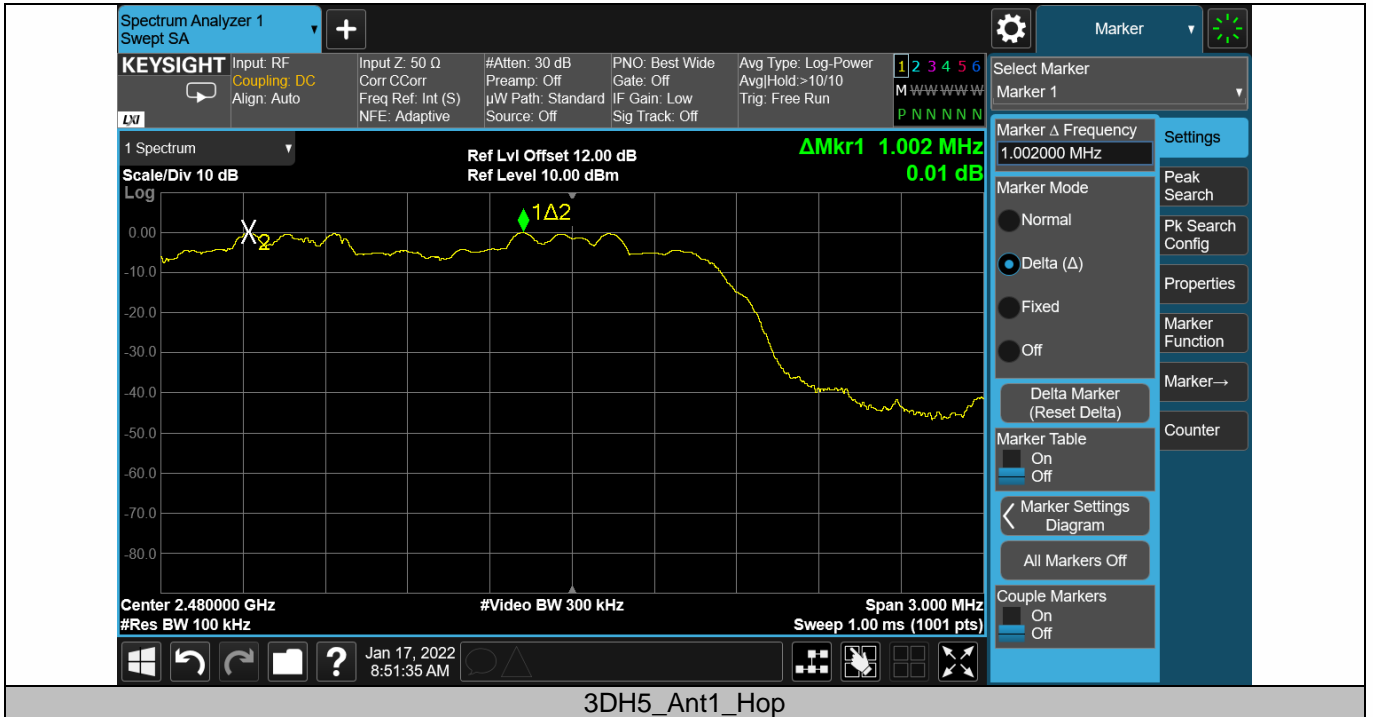 Spectrum Analyzer 1
Swept SA
Marker
KEYSIGHT
LXI
Input: RF
Coupling: DC
Align: Auto
Input Z: 50 Ω
Corr CCorr
Freq Ref: Int (S)
NFE: Adaptive
#Atten: 30 dB
Preamp: Off
µW Path: Standard
Source: Off
PNO: Best Wide
Gate: Off
IF Gain: Low
Sig Track: Off
Avg Type: Log-Power
Avg|Hold:>10/10
Trig: Free Run
1 2 3 4 5 6
M W W W W W
P N N N N N
Select Marker
Marker 1
1 Spectrum
Scale/Div 10 dB
Ref Lvl Offset 12.00 dB
Ref Level 10.00 dBm
ΔMkr1 1.002 MHz
0.01 dB
Log
0.00
-10.0
-20.0
-30.0
-40.0
-50.0
-60.0
-70.0
-80.0
X2
1Δ2
Center 2.480000 GHz
#Res BW 100 kHz
#Video BW 300 kHz
Span 3.000 MHz
Sweep 1.00 ms (1001 pts)
Marker Δ Frequency
1.002000 MHz
Marker Mode
Normal
Delta (Δ)
Fixed
Off
Delta Marker
(Reset Delta)
Marker Table
On
Off
Marker Settings
Diagram
All Markers Off
Couple Markers
On
Off
Settings
Peak
Search
Pk Search
Config
Properties
Marker
Function
Marker→
Counter
?
Jan 17, 2022
8:51:35 AM
3DH5_Ant1_Hop